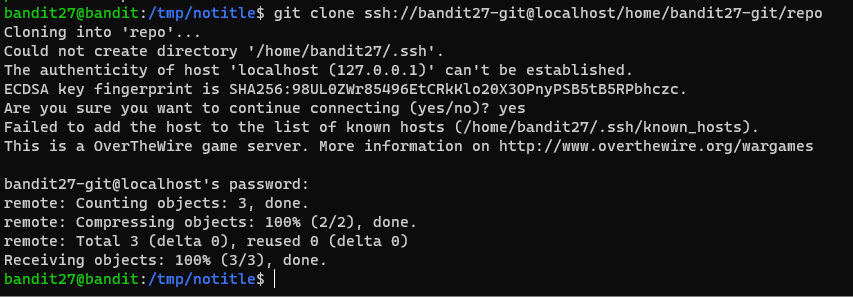 bandit27@bandit:/tmp/notitle$ git clone ssh://bandit27-git@localhost/home/bandit27-git/repo
Cloning into 'repo'...
Could not create directory '/home/bandit27/.ssh'.
The authenticity of host 'localhost (127.0.0.1)' can't be established.
ECDSA key fingerprint is SHA256:98UL0ZWr85496EtCRkKlo20X3OPnyPSB5tB5RPbhczc.
Are you sure you want to continue connecting (yes/no)? yes
Failed to add the host to the list of known hosts (/home/bandit27/.ssh/known_hosts).
This is a OverTheWire game server. More information on http://www.overthewire.org/wargames
bandit27-git@localhost's password:
remote: Counting objects: 3, done.
remote: Compressing objects: 100% (2/2), done.
remote: Total 3 (delta 0), reused 0 (delta 0)
Receiving objects: 100% (3/3), done.
bandit27@bandit:/tmp/notitle$